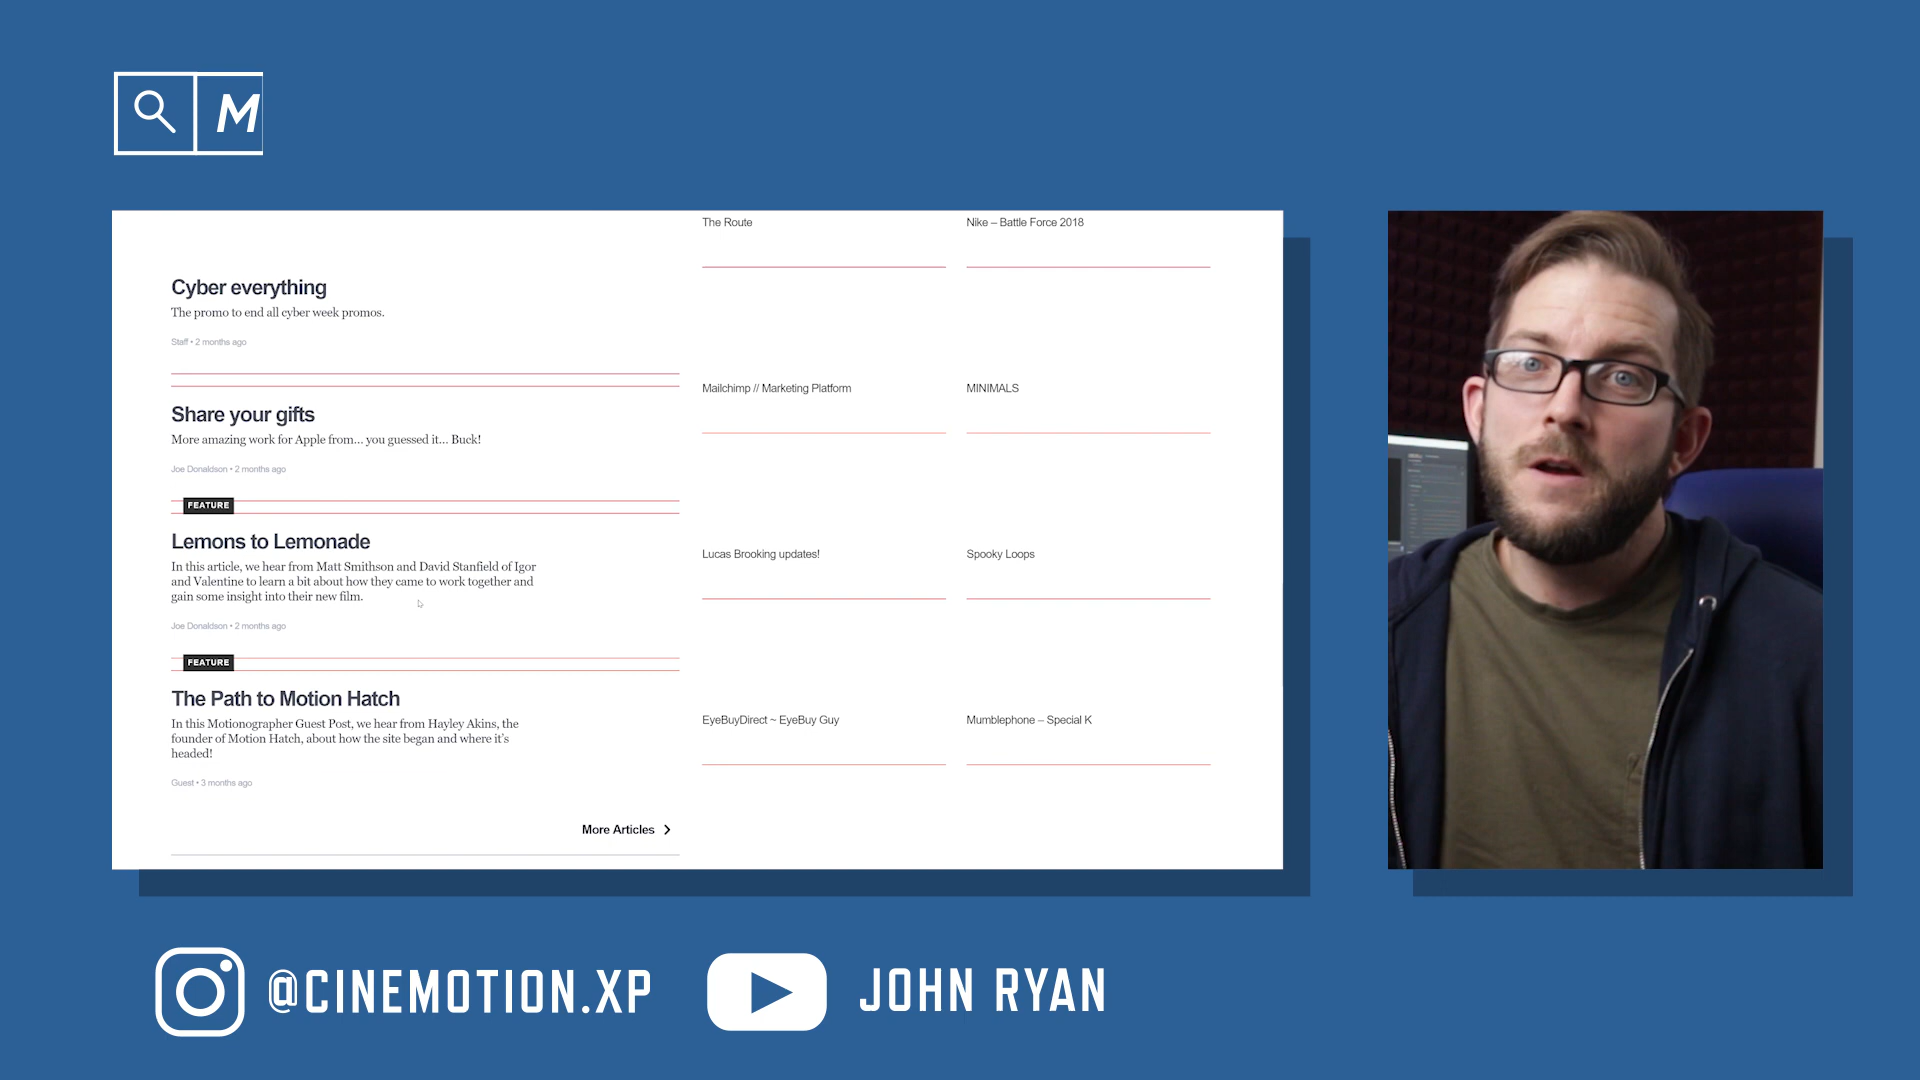 M
Cyber everything
The promo to end all cyber week promos.
Staff • 2 months ago
Share your gifts
More amazing work for Apple from... you guessed it... Buck!
Joe Donaldson • 2 months ago
FEATURE
Lemons to Lemonade
In this article, we hear from Matt Smithson and David Stanfield of Igor
and Valentine to learn a bit about how they came to work together and
gain some insight into their new film.
Joe Donaldson • 2 months ago
FEATURE
The Path to Motion Hatch
In this Motionographer Guest Post, we hear from Hayley Akins, the
founder of Motion Hatch, about how the site began and where it's
headed!
Guest • 3 months ago
More Articles
The Route
Nike – Battle Force 2018
Mailchimp // Marketing Platform
MINIMALS
Lucas Brooking updates!
Spooky Loops
EyeBuyDirect ~ EyeBuy Guy
Mumblephone – Special K
@CINEMOTION.XP
JOHN RYAN